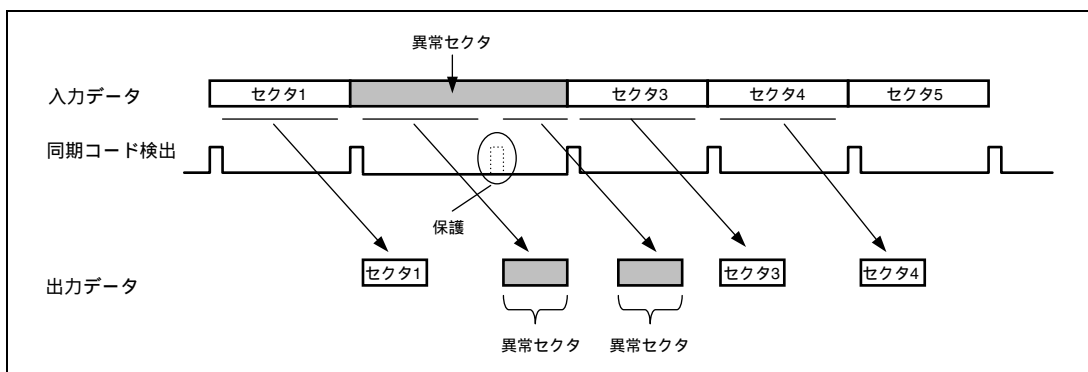 異常セクタ
入力データ
セクタ1
セクタ3
セクタ4
セクタ5
同期コード検出
保護
出力データ
セクタ1
セクタ3
セクタ4
異常セクタ
異常セクタ